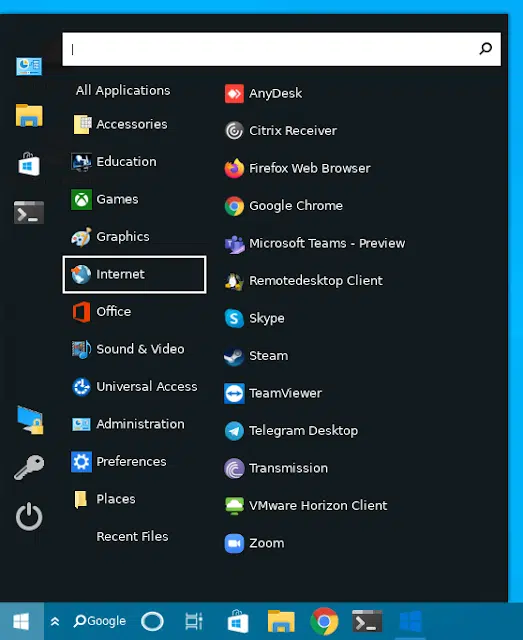 All Applications
Accessories
Education
Games
Graphics
Internet
Office
Sound & Video
Universal Access
Administration
Preferences
Places
Recent Files
AnyDesk
Citrix Receiver
Firefox Web Browser
Google Chrome
Microsoft Teams - Preview
Remotedesktop Client
Skype
Steam
TeamViewer
Telegram Desktop
Transmission
VMware Horizon Client
Zoom
Google